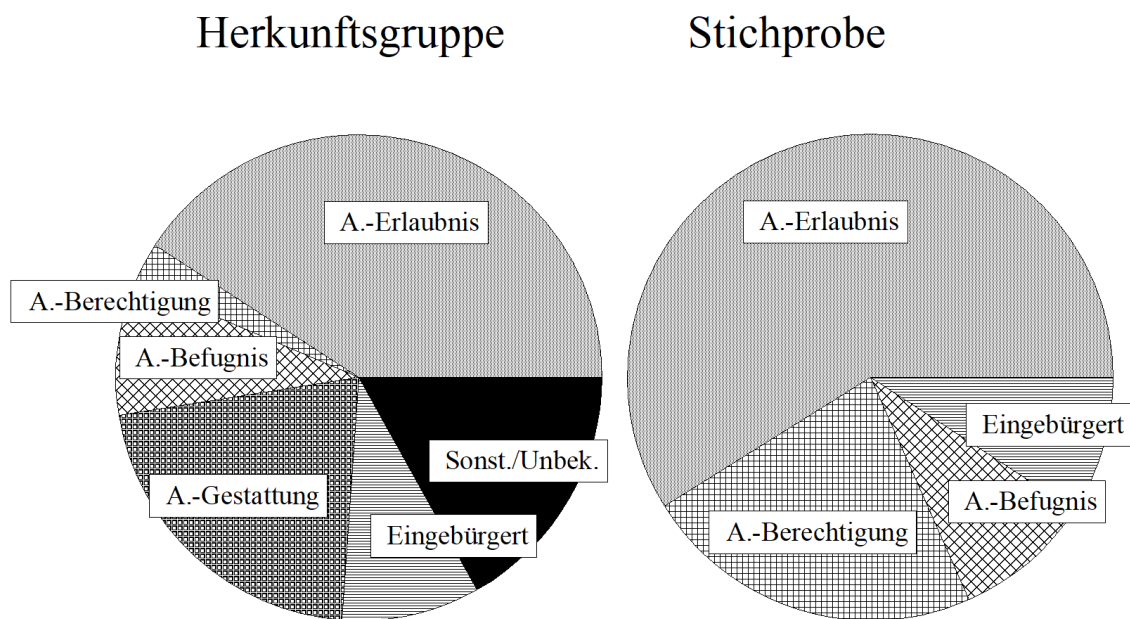 Herkunftsgruppe
Stichprobe
A.-Erlaubnis
A.-Berechtigung
A.-Befugnis
A.-Gestattung
Eingebürgert
Sonst./Unbek.
A.-Erlaubnis
Eingebürgert
A.-Befugnis
A.-Berechtigung